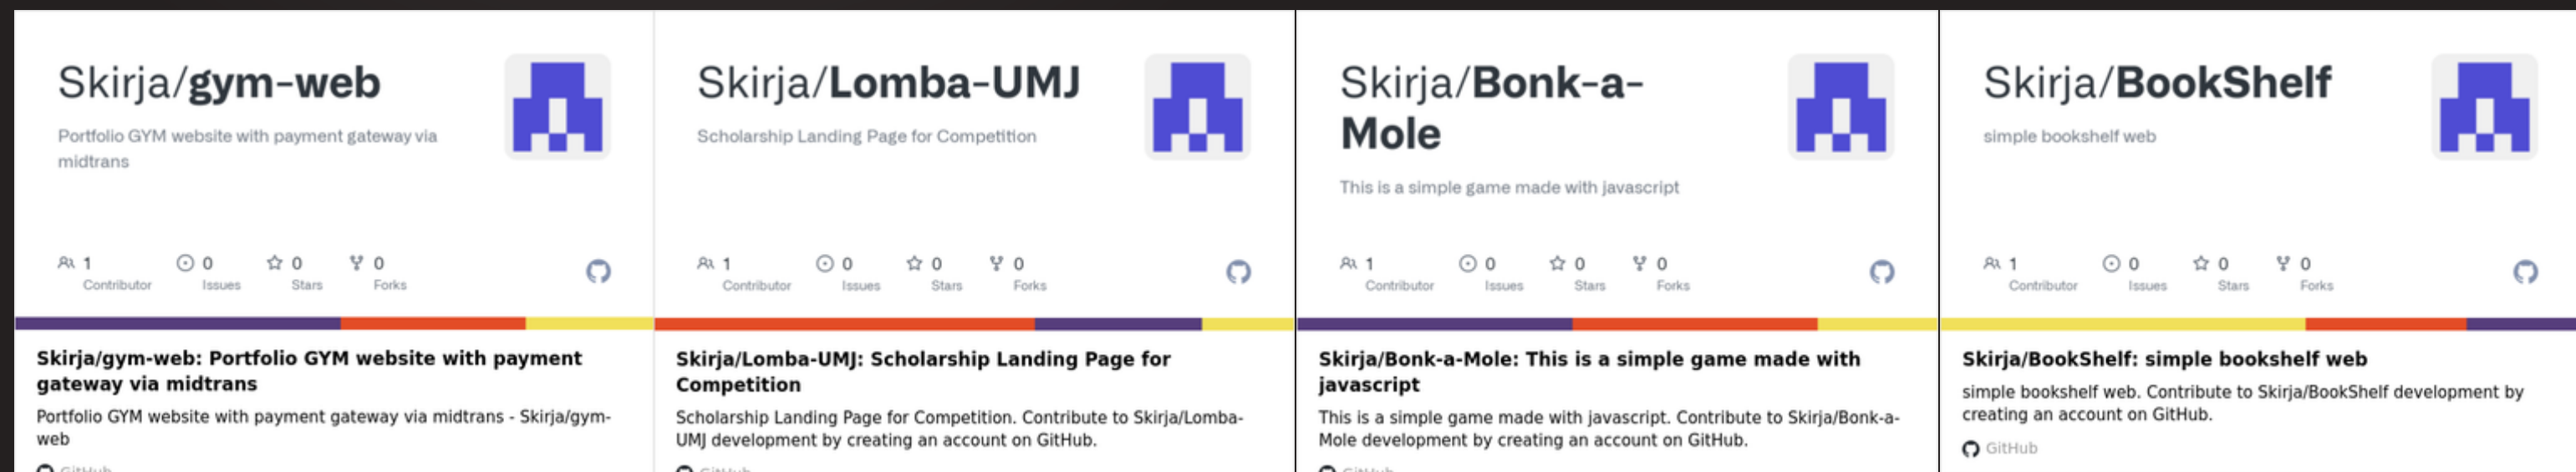 Skirja/gym-web
Portfolio GYM website with payment gateway via
midtrans
1
Contributor
0
Issues
0
Stars
0
Forks
Skirja/gym-web: Portfolio GYM website with payment
gateway via midtrans
Portfolio GYM website with payment gateway via midtrans - Skirja/gym-
web
GitHub
Skirja/Lomba-UMJ
Scholarship Landing Page for Competition
1
Contributor
0
Issues
0
Stars
0
Forks
Skirja/Lomba-UMJ: Scholarship Landing Page for
Competition
Scholarship Landing Page for Competition. Contribute to Skirja/Lomba-
UMJ development by creating an account on GitHub.
GitHub
Skirja/Bonk-a-
Mole
This is a simple game made with javascript
1
Contributor
0
Issues
0
Stars
0
Forks
Skirja/Bonk-a-Mole: This is a simple game made with
javascript
This is a simple game made with javascript. Contribute to Skirja/Bonk-a-
Mole development by creating an account on GitHub.
GitHub
Skirja/BookShelf
simple bookshelf web
1
Contributor
0
Issues
0
Stars
0
Forks
Skirja/BookShelf: simple bookshelf web
simple bookshelf web. Contribute to Skirja/BookShelf development by
creating an account on GitHub.
GitHub